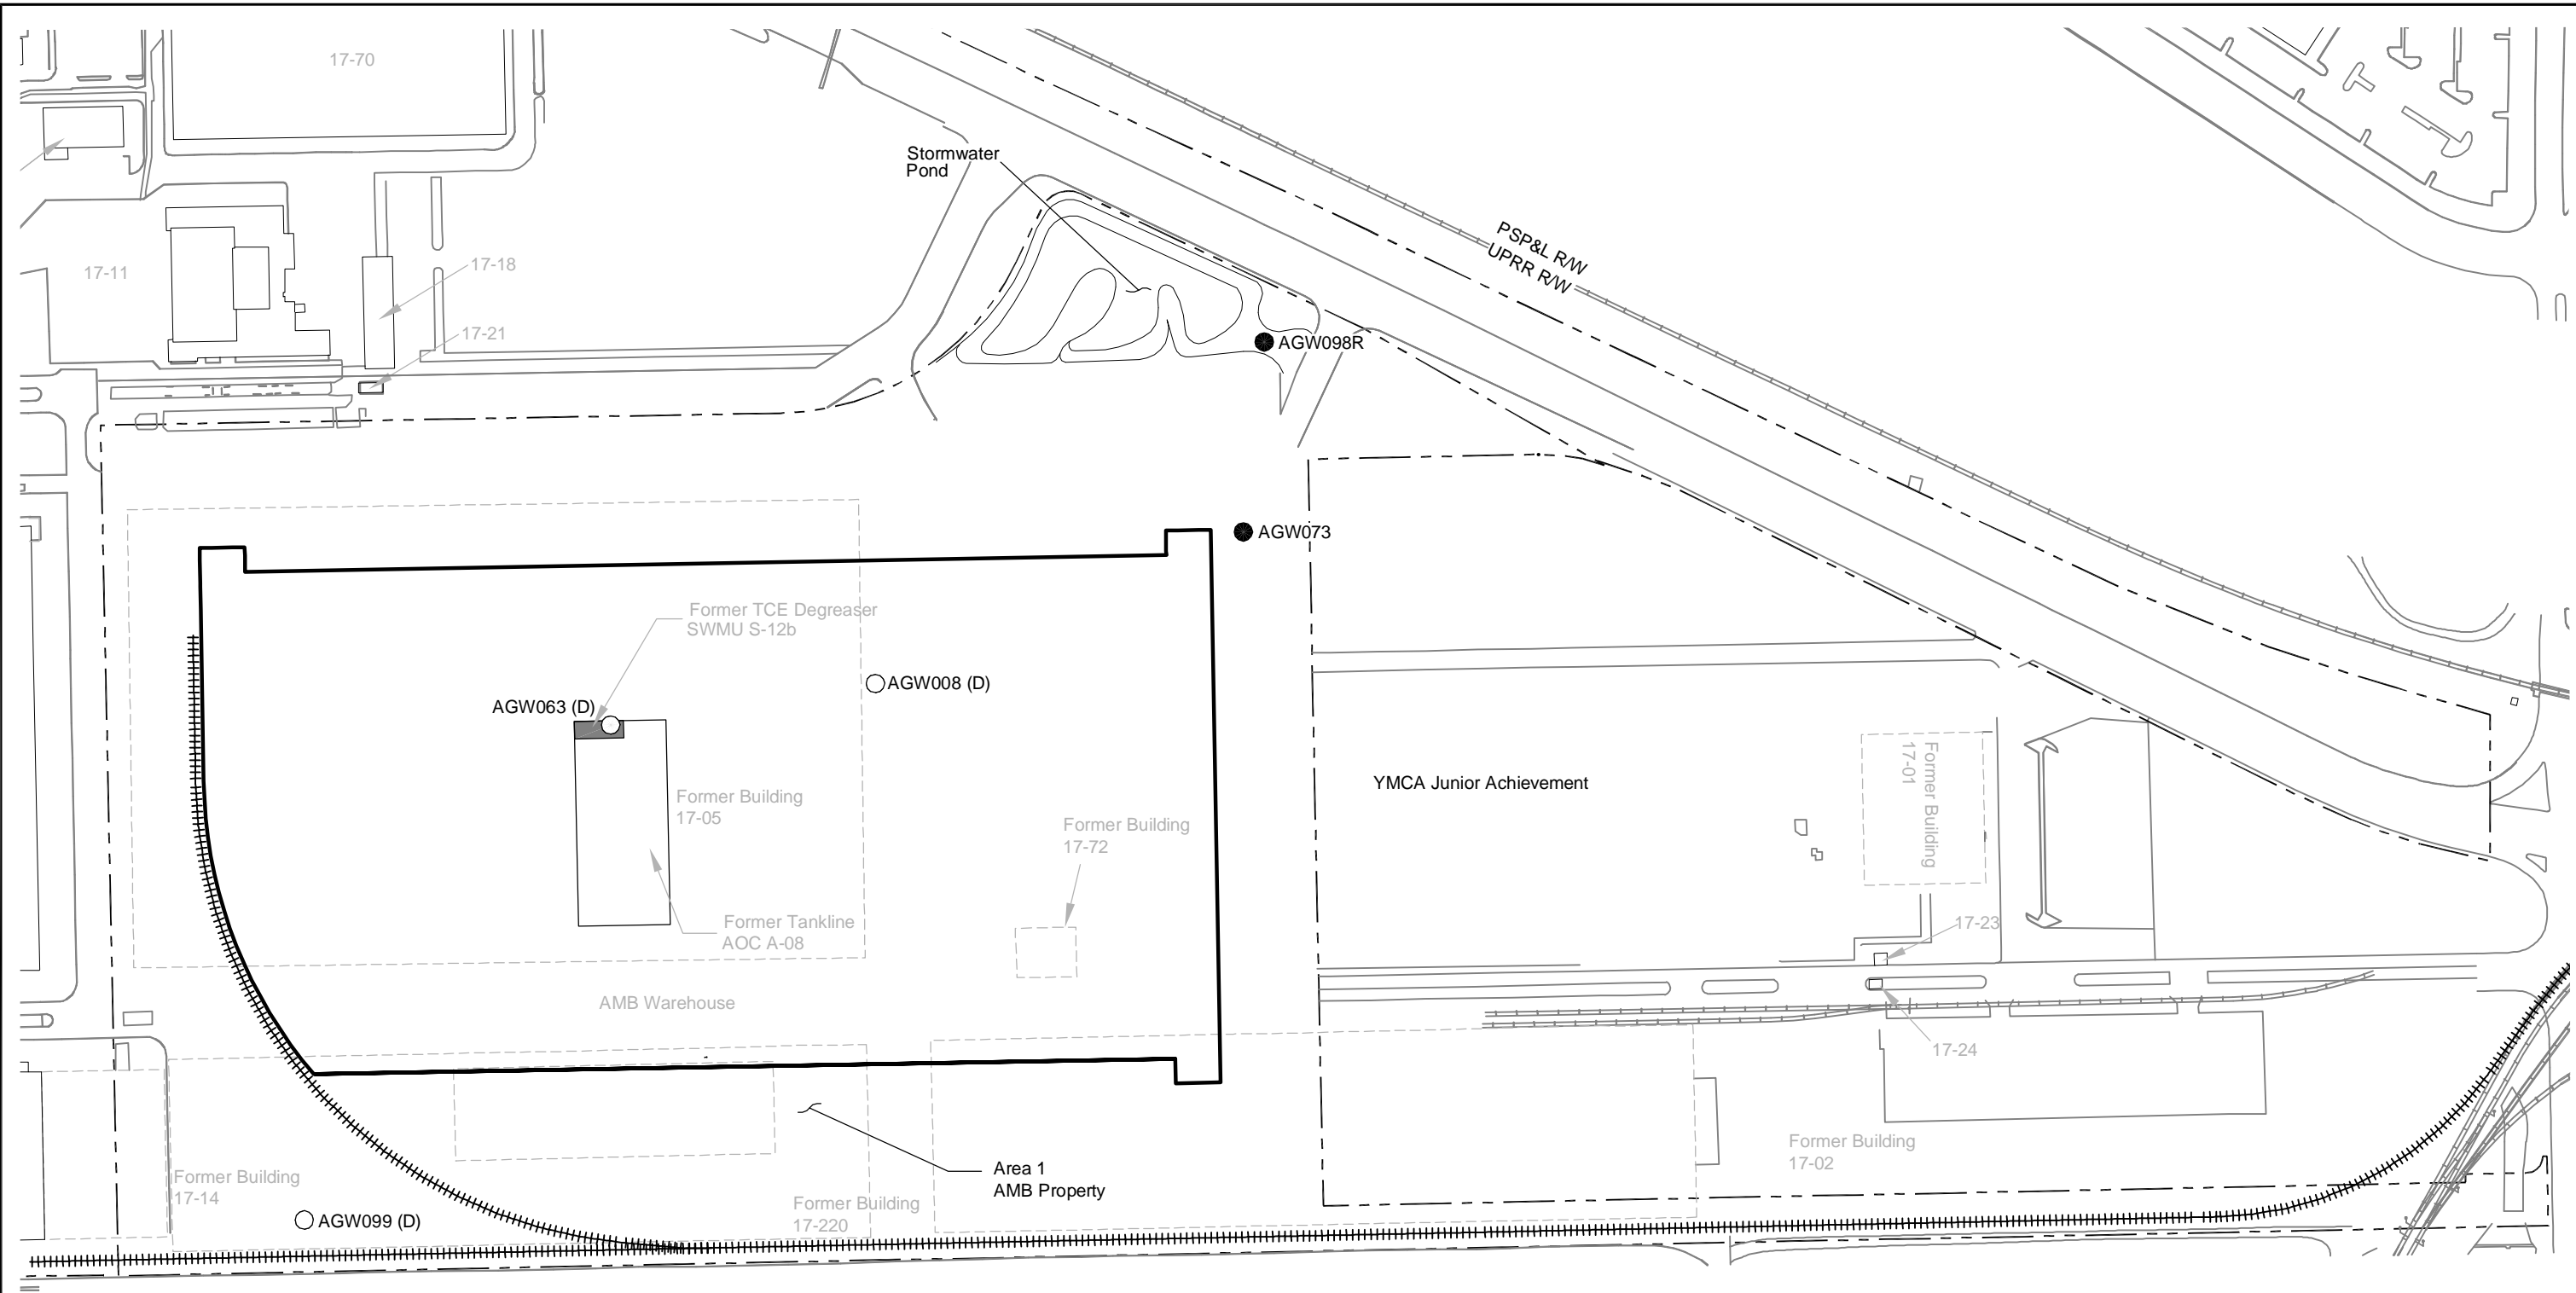 17-70
Stormwater
Pond
PSP&L R/W
UPRR R/W
17-11
17-18
17-21
AGW098R
AGW073
Former TCE Degreaser
SWMU S-12b
AGW008 (D)
AGW063 (D)
Former Building
17-05
Former Building
17-72
YMCA Junior Achievement
Former Building
17-01
Former Tankline
AOC A-08
17-23
AMB Warehouse
17-24
Former Building
17-02
Area 1
AMB Property
Former Building
17-14
Former Building
17-220
AGW099 (D)